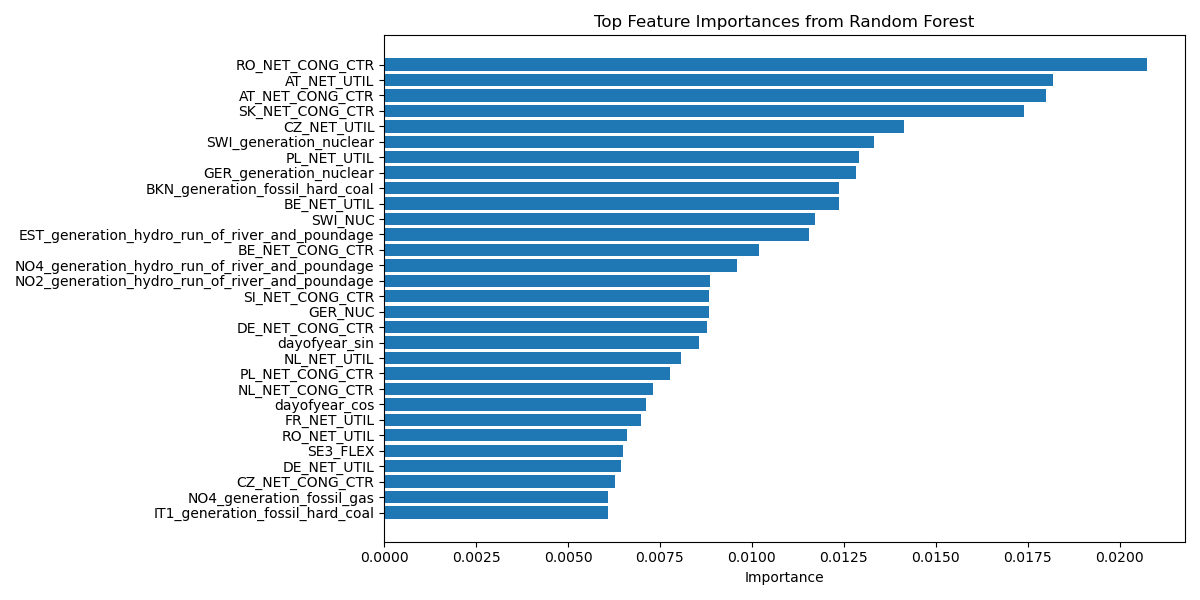 Top Feature Importances from Random Forest
RO_NET_CONG_CTR
AT_NET_UTIL
AT_NET_CONG_CTR
SK_NET_CONG_CTR
CZ_NET_UTIL
SWI_generation_nuclear
PL_NET_UTIL
GER_generation_nuclear
BKN_generation_fossil_hard_coal
BE_NET_UTIL
SWI_NUC
EST_generation_hydro_run_of_river_and_poundage
BE_NET_CONG_CTR
NO4_generation_hydro_run_of_river_and_poundage
NO2_generation_hydro_run_of_river_and_poundage
SI_NET_CONG_CTR
GER_NUC
DE_NET_CONG_CTR
dayofyear_sin
NL_NET_UTIL
PL_NET_CONG_CTR
NL_NET_CONG_CTR
dayofyear_cos
FR_NET_UTIL
RO_NET_UTIL
SE3_FLEX
DE_NET_UTIL
CZ_NET_CONG_CTR
NO4_generation_fossil_gas
IT1_generation_fossil_hard_coal
0.0000 0.0025 0.0050 0.0075 0.0100 0.0125 0.0150 0.0175 0.0200
Importance